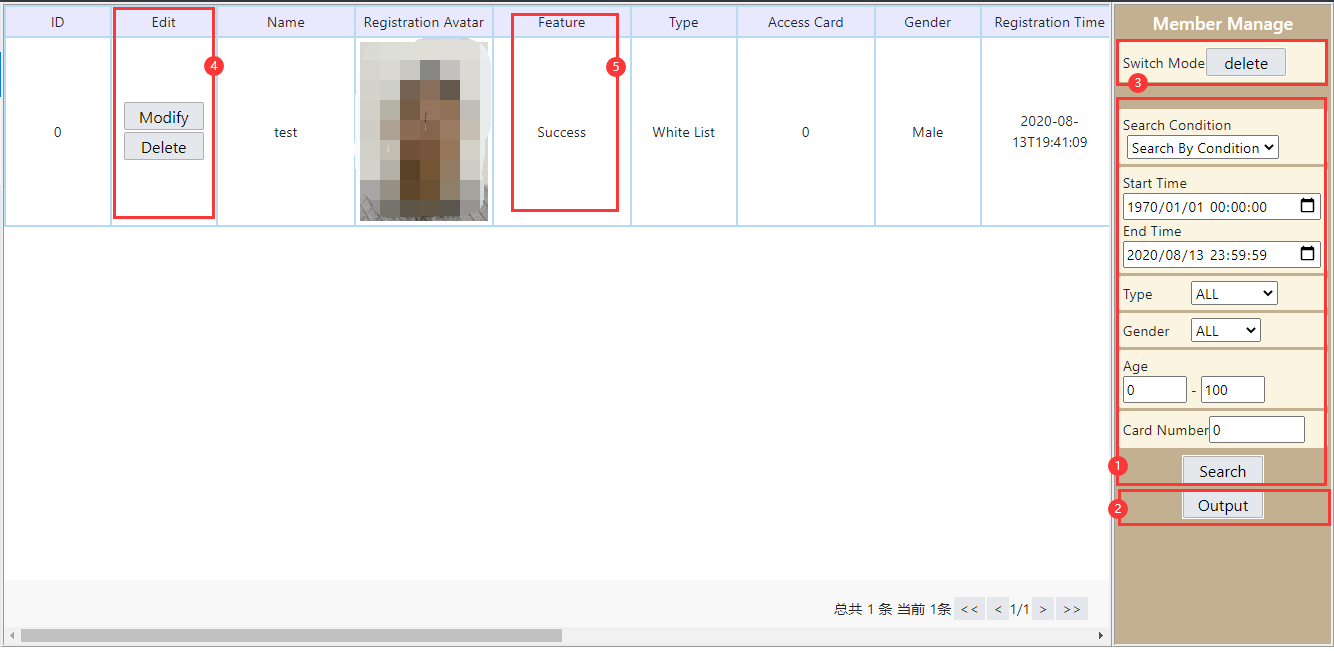 ID Edit Name Registration Avatar Feature Type Access Card Gender Registration Time
4
5
0 Modify Delete test Success White List 0 Male 2020-08-13T19:41:09
总共 1 条 当前 1条 << < 1/1 > >>
Member Manage
Switch Mode delete
3
Search Condition
Search By Condition
Start Time
1970/01/01 00:00:00
End Time
2020/08/13 23:59:59
Type ALL
Gender ALL
Age
0 - 100
Card Number 0
1 Search
2 Output